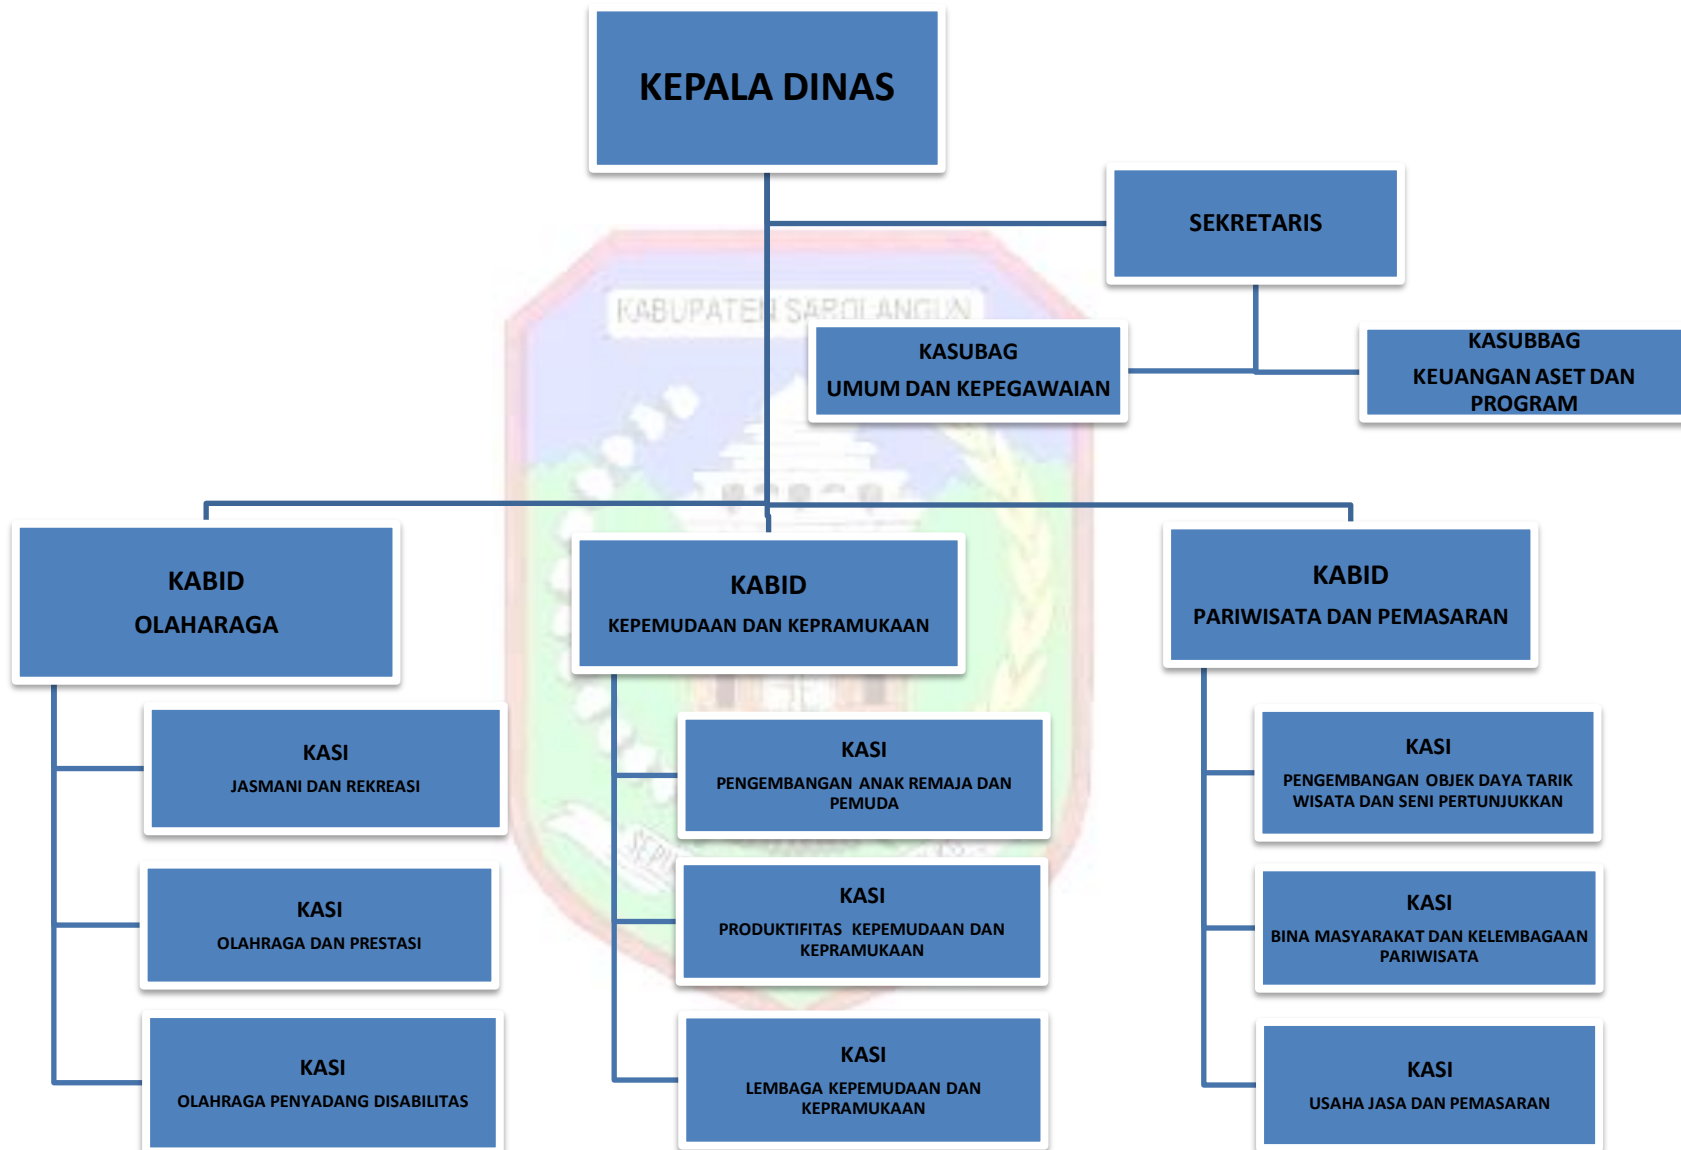 KEPALA DINAS
SEKRETARIS
KABUPATEN SAROLANGUN
KASUBAG
UMUM DAN KEPEGAWAIAN
KASUBBAG
KEUANGAN ASET DAN
PROGRAM
KABID
OLAHARAGA
KABID
KEPEMUDAAN DAN KEPRAMUKAAN
KABID
PARIWISATA DAN PEMASARAN
KASI
JASMANI DAN REKREASI
KASI
PENGEMBANGAN ANAK REMAJA DAN
PEMUDA
KASI
PENGEMBANGAN OBJEK DAYA TARIK
WISATA DAN SENI PERTUNJUKKAN
KASI
OLAHRAGA DAN PRESTASI
KASI
PRODUKTIFITAS KEPEMUDAAN DAN
KEPRAMUKAAN
KASI
BINA MASYARAKAT DAN KELEMBAGAAN
PARIWISATA
KASI
OLAHRAGA PENYADANG DISABILITAS
KASI
LEMBAGA KEPEMUDAAN DAN
KEPRAMUKAAN
KASI
USAHA JASA DAN PEMASARAN